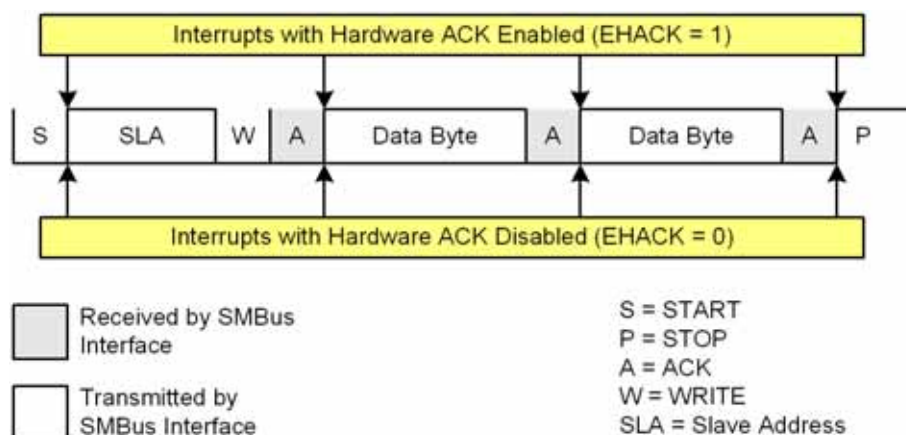 Interrupts with Hardware ACK Enabled (EHACK = 1)
S SLA W A Data Byte A Data Byte A P
Interrupts with Hardware ACK Disabled (EHACK = 0)
Received by SMBus
Interface
Transmitted by
SMBus Interface
S = START
P = STOP
A = ACK
W = WRITE
SLA = Slave Address